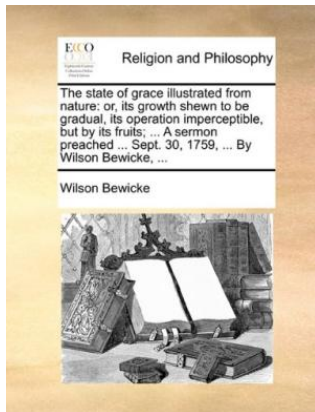 ECCO
Religion and Philosophy
The state of grace illustrated from
nature: or, its growth shewn to be
gradual, its operation imperceptible,
but by its fruits; ... A sermon
preached ... Sept. 30, 1759, ... By
Wilson Bewicke, ...
Wilson Bewicke